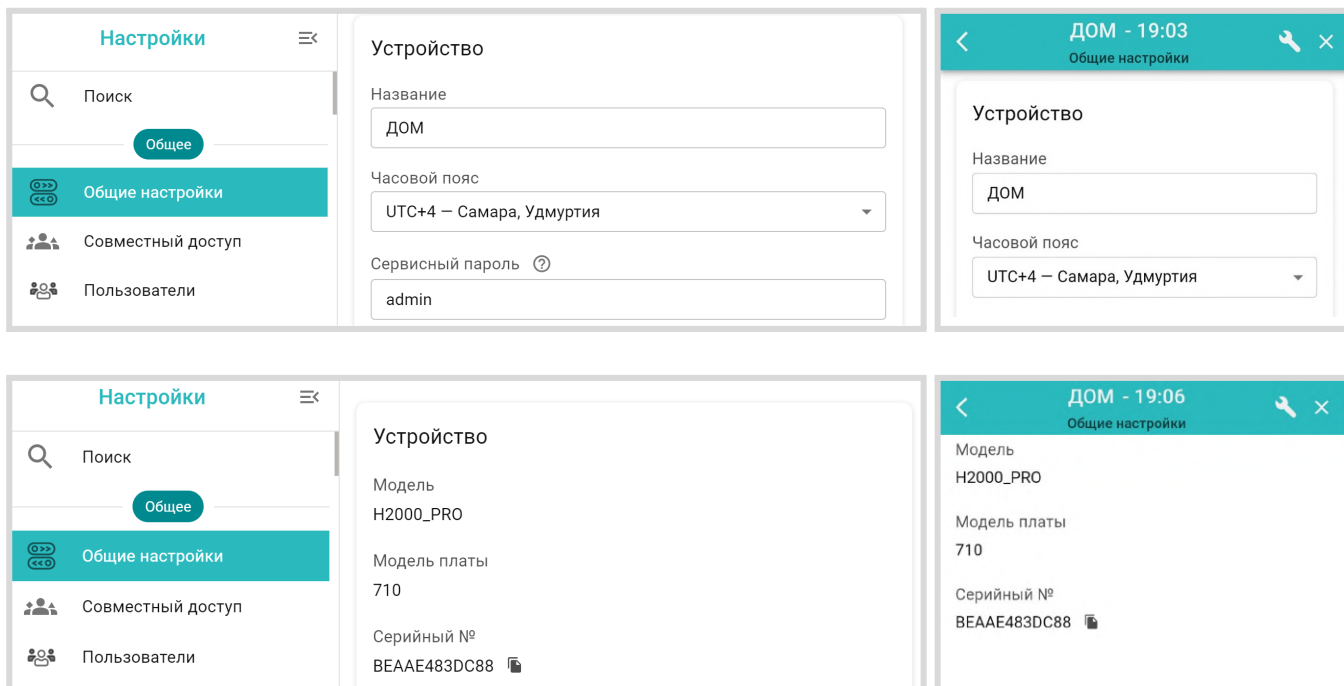 Настройки
Поиск
Общее
Общие настройки
Совместный доступ
Пользователи
Устройство
Название
ДОМ
Часовой пояс
UTC+4 — Самара, Удмуртия
Сервисный пароль
admin
ДОМ - 19:03
Общие настройки
Устройство
Название
ДОМ
Часовой пояс
UTC+4 — Самара, Удмуртия
Настройки
Поиск
Общее
Общие настройки
Совместный доступ
Пользователи
Устройство
Модель
H2000_PRO
Модель платы
710
Серийный №
BEAAE483DC88
ДОМ - 19:06
Общие настройки
Модель
H2000_PRO
Модель платы
710
Серийный №
BEAAE483DC88